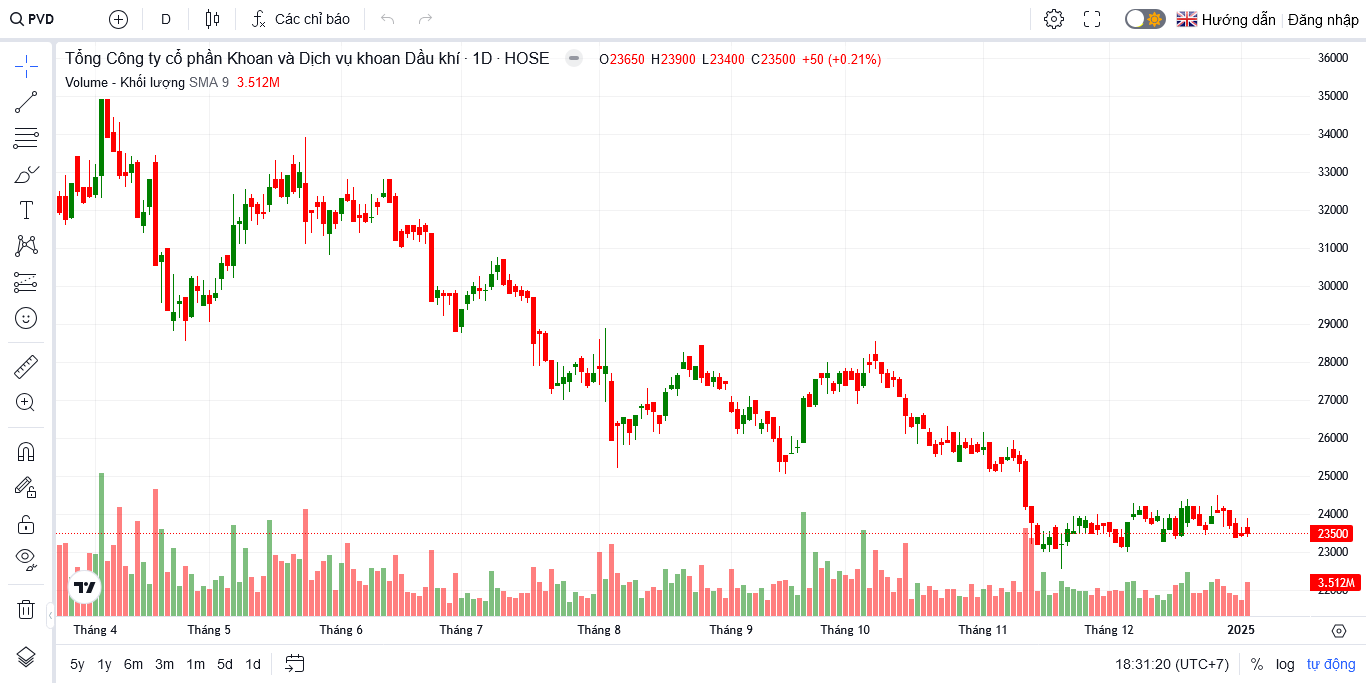 PVD D Các chỉ báo Hướng dẫn Đăng nhập
Tổng Công ty cổ phần Khoan và Dịch vụ khoan Dầu khí · 1D · HOSE O23650 H23900 L23400 C23500 +50 (+0.21%)
Volume - Khối lượng SMA 9 3.512M
36000
35000
34000
33000
32000
31000
30000
29000
28000
27000
26000
25000
24000
23500
23000
3.512M
22000
Tháng 4 Tháng 5 Tháng 6 Tháng 7 Tháng 8 Tháng 9 Tháng 10 Tháng 11 Tháng 12 2025
5y 1y 6m 3m 1m 5d 1d 18:31:20 (UTC+7) % log tự động